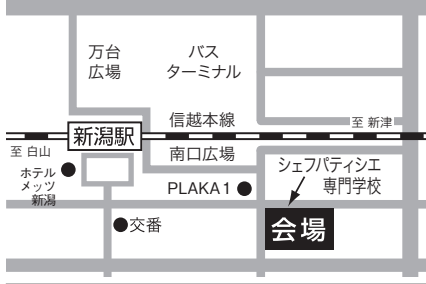 万台
広場
バス
ターミナル
信越本線
至 新津
新潟駅
至 白山
南口広場
シェフパティシエ
専門学校
ホテル
メッツ
新潟
PLAKA1
交番
会場